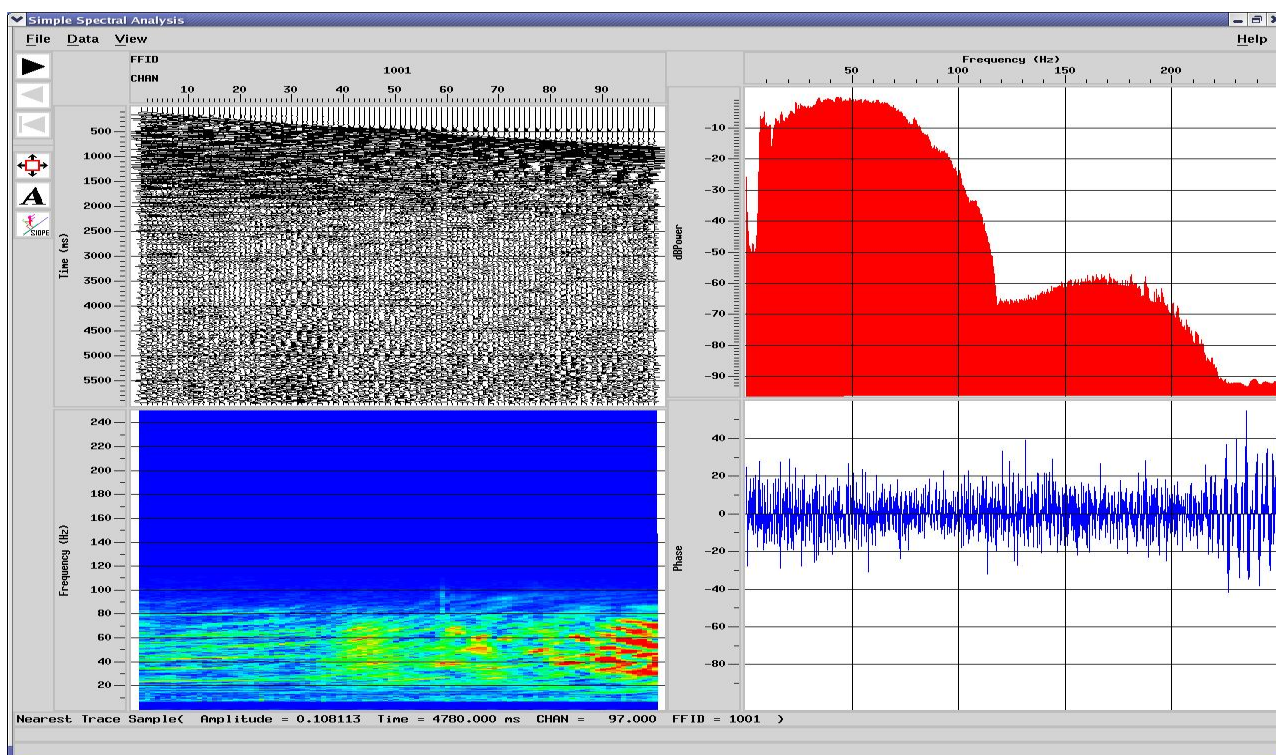 Simple Spectral Analysis
File Data View Help
FFID
CHAN
1001
10 20 30 40 50 60 70 80 90
500
1000
1500
2000
2500
3000
3500
4000
4500
5000
5500
Time (ms)
A
SlOPE
Frequency (Hz)
50 100 150 200
-10
-20
-30
-40
-50
-60
-70
-80
-90
dBPower
240
220
200
180
160
140
120
100
80
60
40
20
Frequency (Hz)
40
20
0
-20
-40
-60
-80
Phase
Nearest Trace Sample( Amplitude = 0.108113 Time = 4780.000 ms CHAN = 97.000 FFID = 1001 )